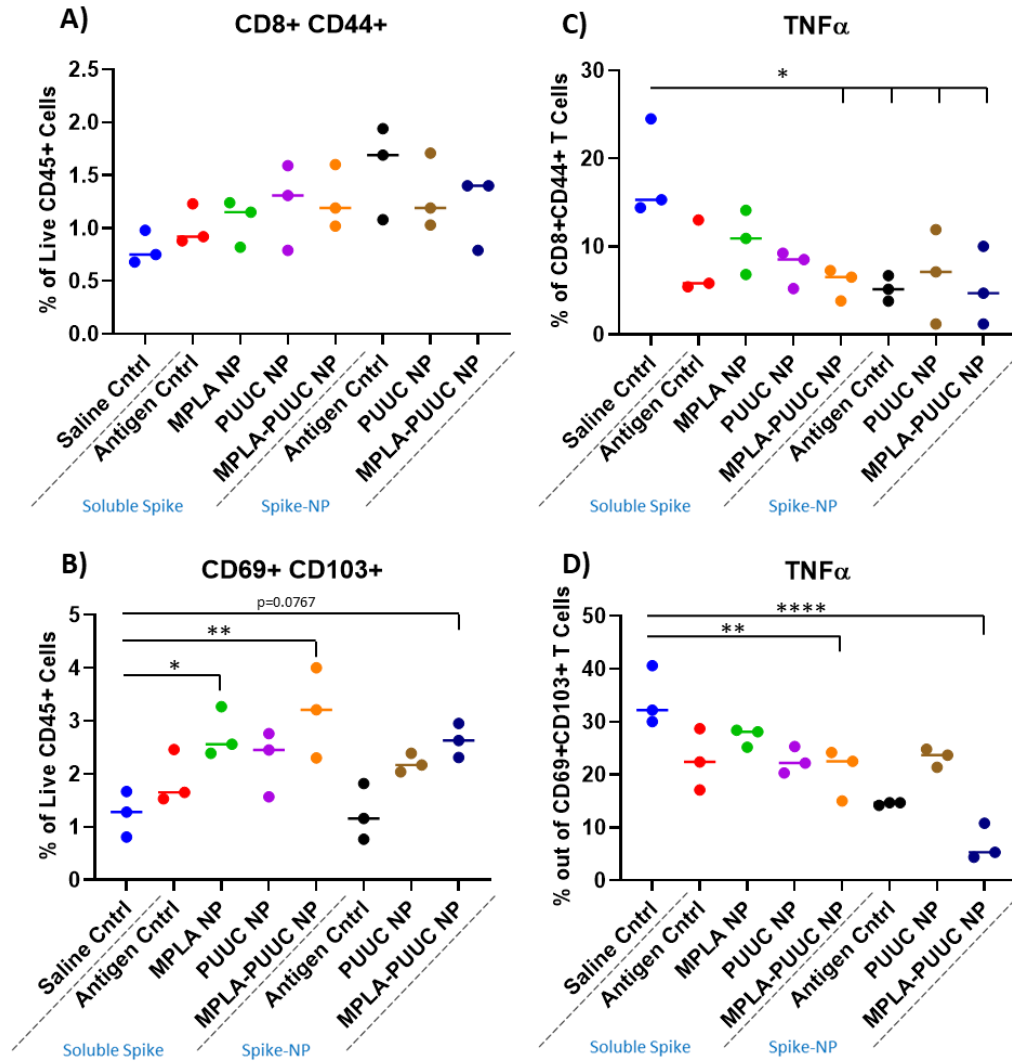 A)
CD8+ CD44+
% of Live CD45+ Cells
2.5
2.0
1.5
1.0
0.5
0.0
Saline Cntrl
Antigen Cntrl
MPLA NP
PUUC NP
MPLA-PUUC NP
Antigen Cntrl
PUUC NP
MPLA-PUUC NP
Soluble Spike
Spike-NP
C)
TNFα
% of CD8+CD44+ T Cells
30
20
10
0
*
Saline Cntrl
Antigen Cntrl
MPLA NP
PUUC NP
MPLA-PUUC NP
Antigen Cntrl
PUUC NP
MPLA-PUUC NP
Soluble Spike
Spike-NP
B)
CD69+ CD103+
% of Live CD45+ Cells
5
4
3
2
1
0
p=0.0767
**
*
Saline Cntrl
Antigen Cntrl
MPLA NP
PUUC NP
MPLA-PUUC NP
Antigen Cntrl
PUUC NP
MPLA-PUUC NP
Soluble Spike
Spike-NP
D)
TNFα
% out of CD69+CD103+ T Cells
50
40
30
20
10
0
****
**
Saline Cntrl
Antigen Cntrl
MPLA NP
PUUC NP
MPLA-PUUC NP
Antigen Cntrl
PUUC NP
MPLA-PUUC NP
Soluble Spike
Spike-NP